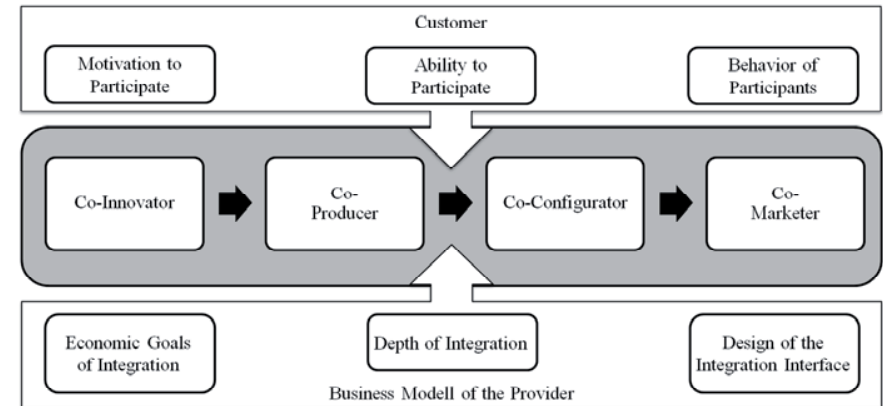 Customer
Motivation to
Participate
Ability to
Participate
Behavior of
Participants
Co-Innovator
Co-
Producer
Co-Configurator
Co-
Marketer
Economic Goals
of Integration
Depth of Integration
Design of the
Integration Interface
Business Modell of the Provider